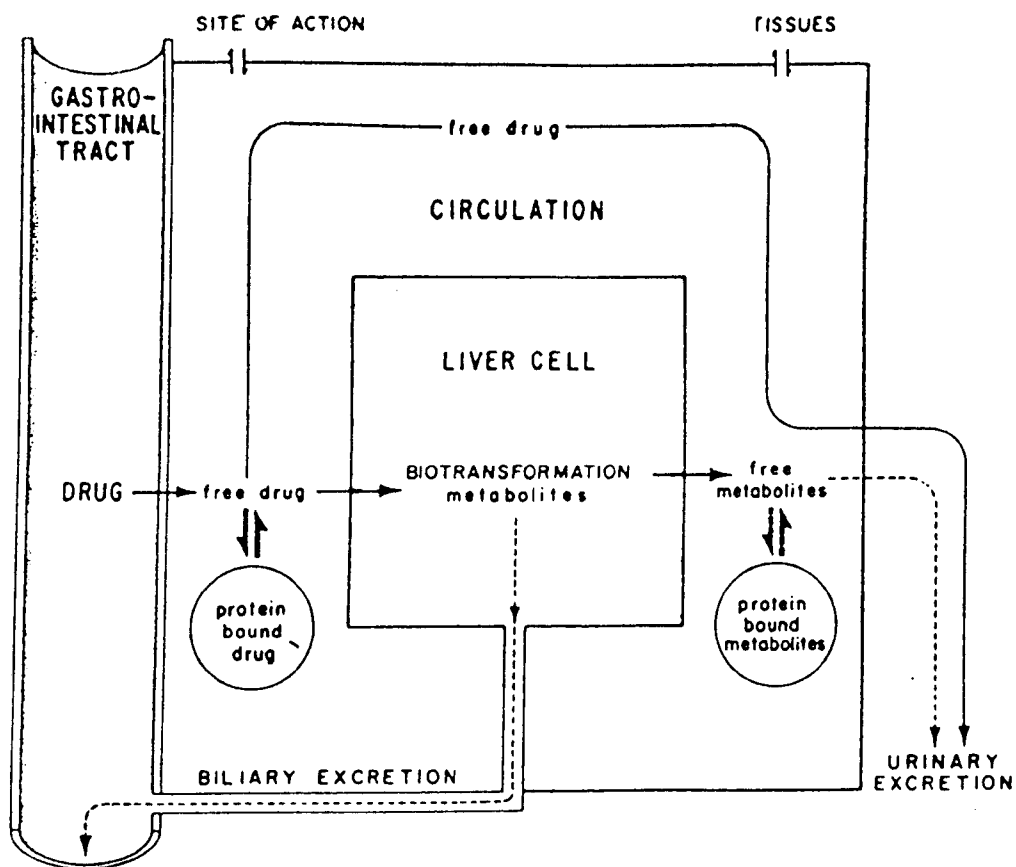 SITE OF ACTION
TISSUES
GASTRO-
INTESTINAL
TRACT
free drug
CIRCULATION
LIVER CELL
DRUG
free drug
BIOTRANSFORMATION
metabolites
free
metabolites
protein
bound
drug
protein
bound
metabolites
BILIARY EXCRETION
URINARY
EXCRETION